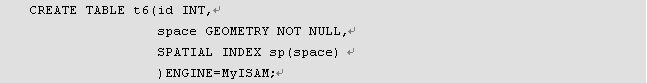 CREATE TABLE t6(id INT,↵
space GEOMETRY NOT NULL,↵
SPATIAL INDEX sp(space) ↵
)ENGINE=MyISAM;↵